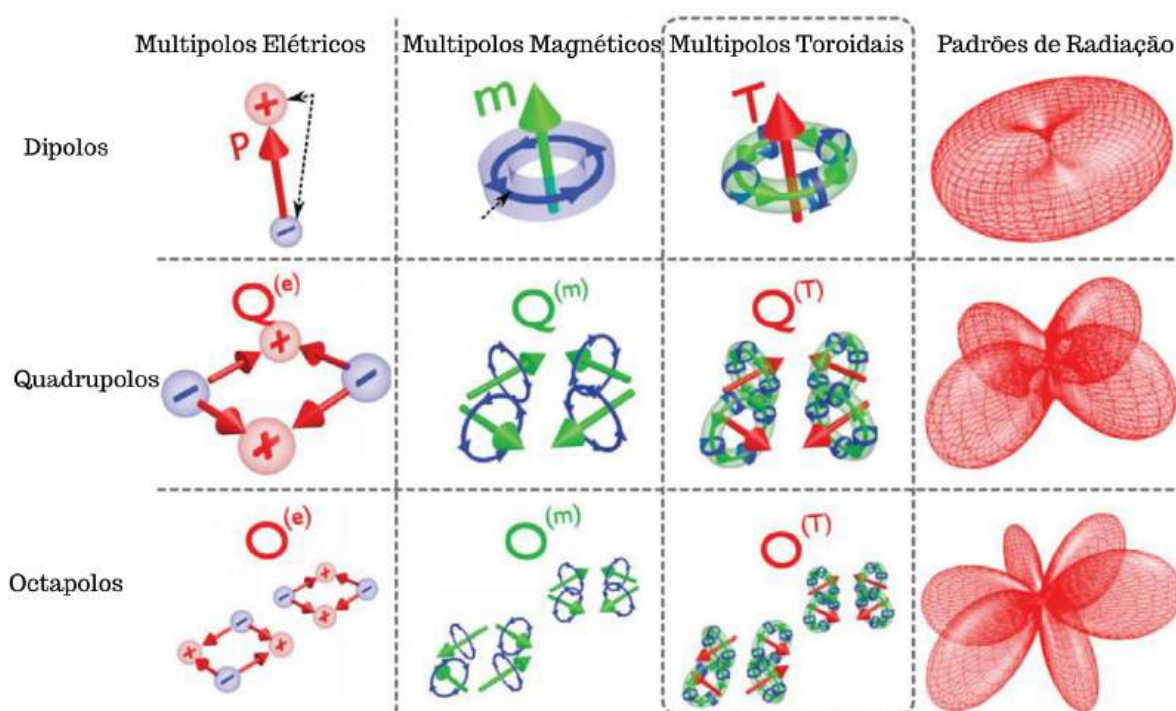 Multipolos Elétricos
Multipolos Magnéticos
Multipolos Toroidais
Padrões de Radiação
Dipolos
+
P
−
m
T
Quadrupolos
Q(e)
+
−
−
+
Q(m)
Q(T)
Octapolos
O(e)
+
−
−
+
−
+
+
−
O(m)
O(T)